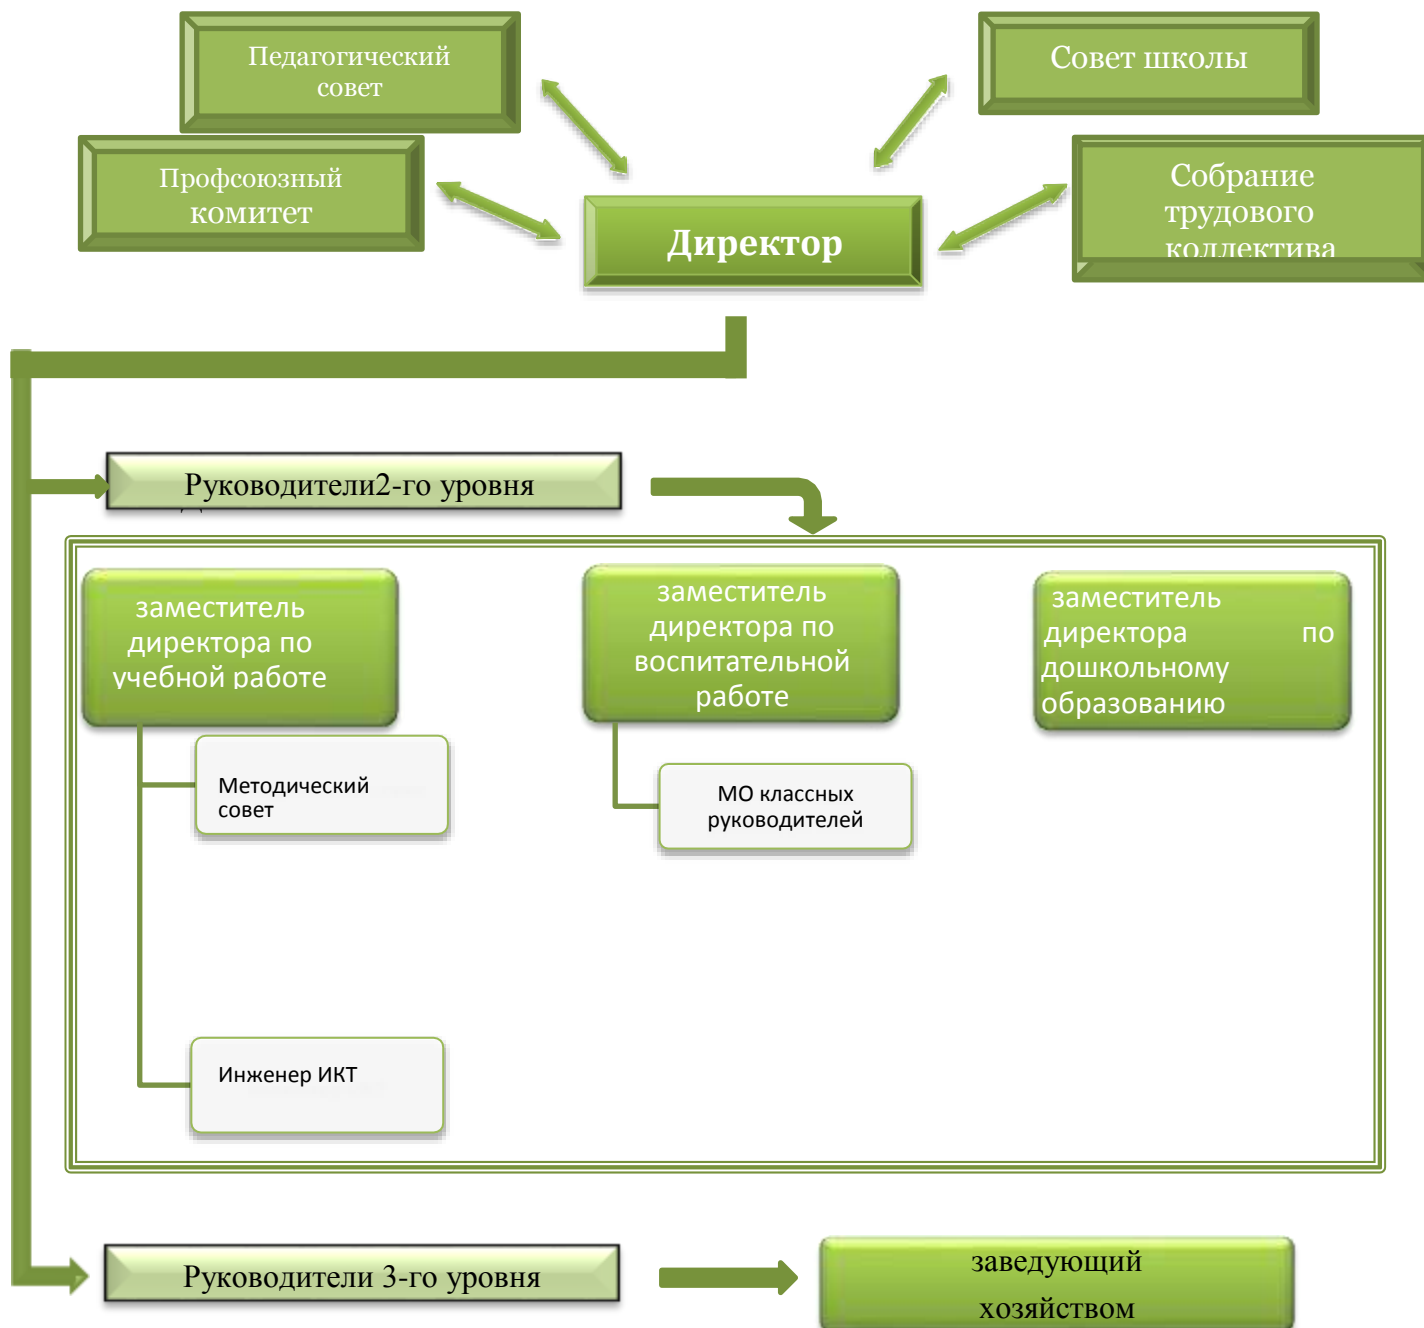 Педагогический
совет
Совет школы
Профсоюзный
комитет
Директор
Собрание
трудового
коллектива
Руководители2-го уровня
заместитель
директора по
учебной работе
заместитель
директора по
воспитательной
работе
заместитель
директора по
дошкольному
образованию
Методический
совет
МО классных
руководителей
Инженер ИКТ
Руководители 3-го уровня
заведующий
хозяйством